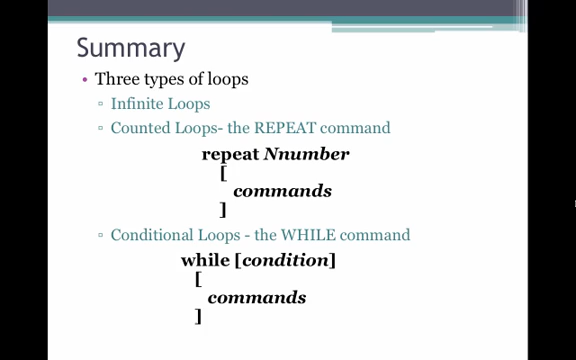 Summary
• Three types of loops
▫ Infinite Loops
▫ Counted Loops- the REPEAT command
repeat Nnumber
[
commands
]
▫ Conditional Loops - the WHILE command
while [condition]
[
commands
]